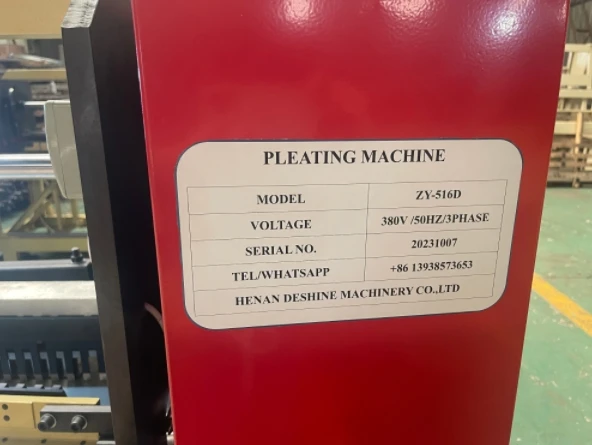 PLEATING MACHINE
MODEL ZY-516D
VOLTAGE 380V /50HZ/3PHASE
SERIAL NO. 20231007
TEL/WHATSAPP +86 13938573653
HENAN DESHINE MACHINERY CO.,LTD